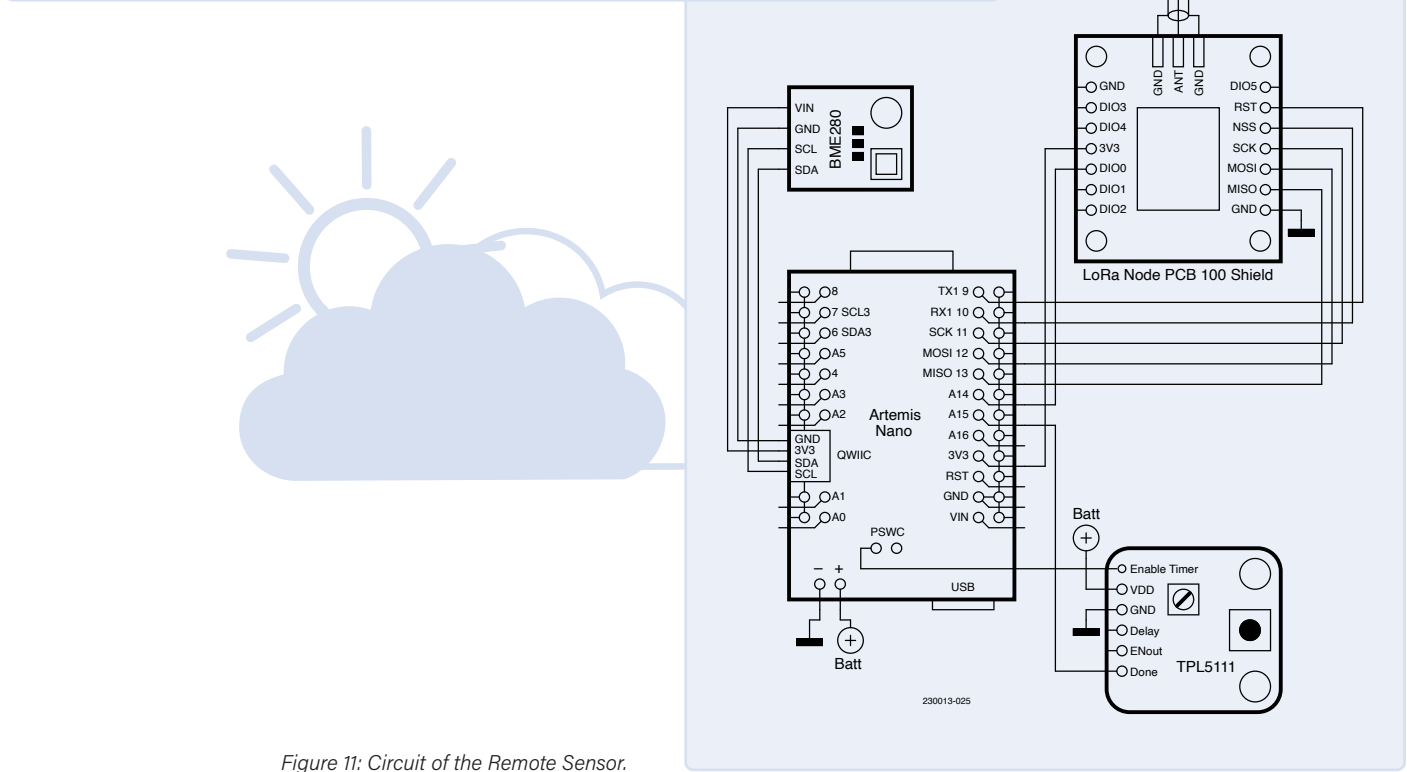 VIN
GND
SCL
SDA
BME280
GND
ANT
GND
GND
DIO3
DIO4
3V3
DIO0
DIO1
DIO2
DIO5
RST
NSS
SCK
MOSI
MISO
GND
LoRa Node PCB 100 Shield
8
7 SCL3
6 SDA3
A5
4
A3
A2
GND
3V3
SDA
SCL
QWIIC
A1
A0
Artemis
Nano
TX1 9
RX1 10
SCK 11
MOSI 12
MISO 13
A14
A15
A16
3V3
RST
GND
VIN
PSWC
– +
USB
Batt
Batt
Enable Timer
VDD
GND
Delay
ENout
Done
TPL5111
230013-025
Figure 11: Circuit of the Remote Sensor.